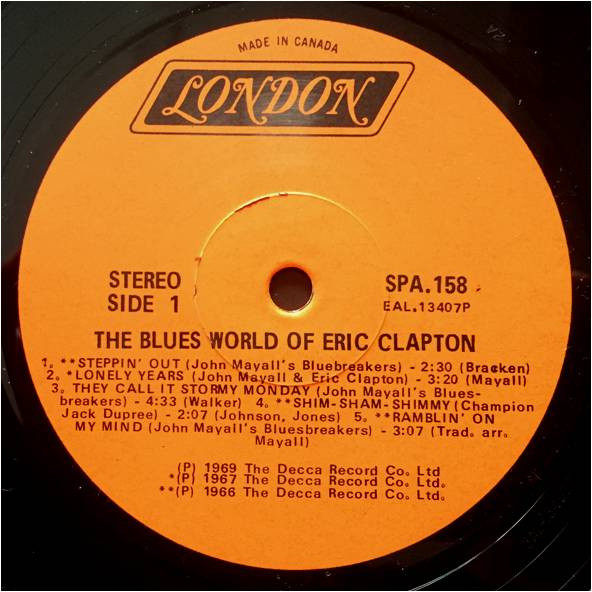 MADE IN CANADA
LONDON
STEREO
SIDE 1
SPA.158
EAL.13407P
THE BLUES WORLD OF ERIC CLAPTON
1. **STEPPIN' OUT (John Mayall's Bluebreakers) - 2:30 (Bracken)
2. *LONELY YEARS (John Mayall & Eric Clapton) - 3:20 (Mayall)
3. THEY CALL IT STORMY MONDAY (John Mayall's Blues-
breakers) - 4:33 (Walker) 4. **SHIM-SHAM-SHIMMY (Champion
Jack Dupree) - 2:07 (Johnson, Jones) 5. **RAMBLIN' ON
MY MIND (John Mayall's Bluesbreakers) - 3:07 (Trad. arr.
Mayall)
(P) 1969 The Decca Record Co. Ltd
*(P) 1967 The Decca Record Co. Ltd.
**(P) 1966 The Decca Record Co. Ltd.